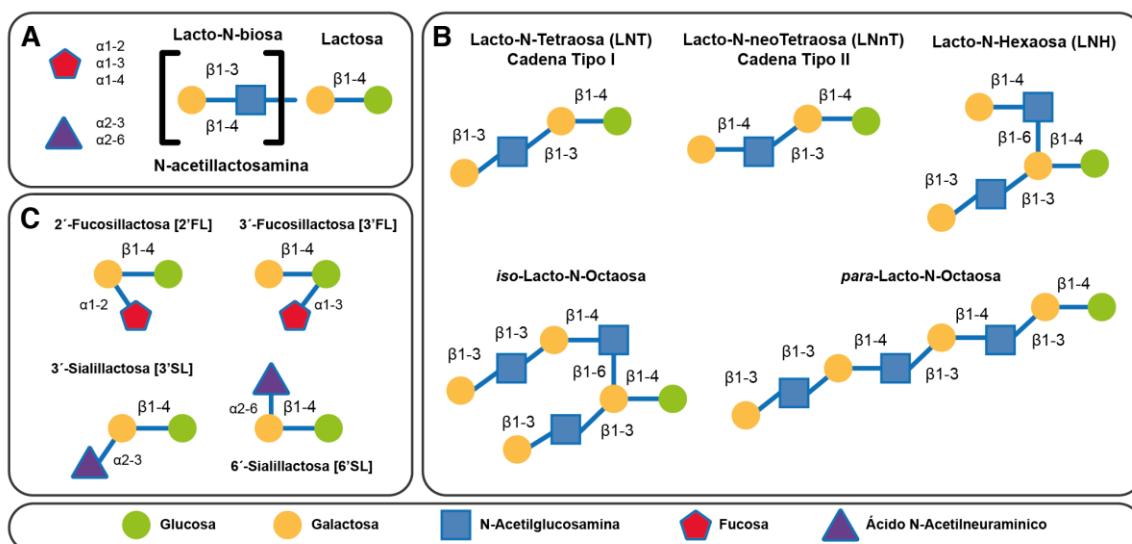 A
α1-2
α1-3
α1-4
α2-3
α2-6
Lacto-N-biosa
Lactosa
β1-3
β1-4
β1-4
N-acetillactosamina
B
Lacto-N-Tetraosa (LNT)
Cadena Tipo I
β1-4
β1-3
β1-3
Lacto-N-neoTetraosa (LNnT)
Cadena Tipo II
β1-4
β1-4
β1-3
Lacto-N-Hexaosa (LNH)
β1-4
β1-6
β1-4
β1-3
β1-3
iso-Lacto-N-Octaosa
β1-4
β1-3
β1-3
β1-6
β1-4
β1-3
β1-3
para-Lacto-N-Octaosa
β1-4
β1-4
β1-3
β1-4
β1-3
β1-3
C
2´-Fucosillactosa [2’FL]
β1-4
α1-2
3´-Fucosillactosa [3’FL]
β1-4
α1-3
3´-Sialillactosa [3’SL]
β1-4
α2-3
α2-6
β1-4
6´-Sialillactosa [6’SL]
Glucosa
Galactosa
N-Acetilglucosamina
Fucosa
Ácido N-Acetilneuraminico